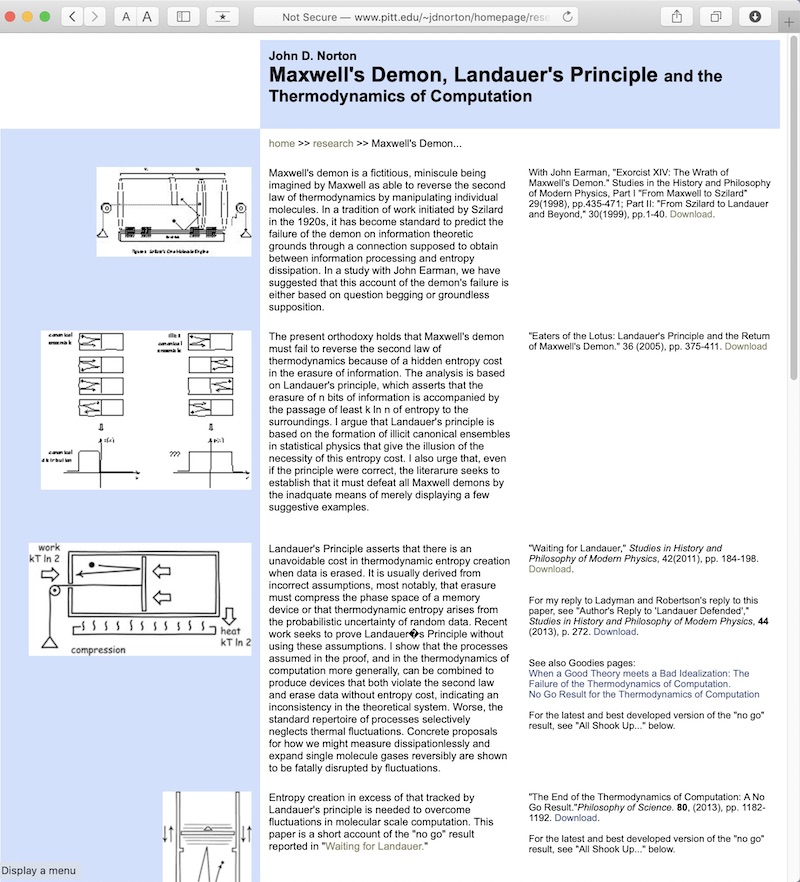 A A
Not Secure — www.pitt.edu/~jdnorton/homepage/rese
John D. Norton
Maxwell's Demon, Landauer's Principle and the
Thermodynamics of Computation
home >> research >> Maxwell's Demon...
Maxwell's demon is a fictitious, miniscule being
imagined by Maxwell as able to reverse the second
law of thermodynamics by manipulating individual
molecules. In a tradition of work initiated by Szilard
in the 1920s, it has become standard to predict the
failure of the demon on information theoretic
grounds through a connection supposed to obtain
between information processing and entropy
dissipation. In a study with John Earman, we have
suggested that this account of the demon's failure is
either based on question begging or groundless
supposition.
With John Earman, "Exorcist XIV: The Wrath of
Maxwell's Demon." Studies in the History and Philosophy
of Modern Physics, Part I "From Maxwell to Szilard"
29(1998), pp.435-471; Part II: "From Szilard to Landauer
and Beyond," 30(1999), pp.1-40. Download.
canonical
ensemble
illicit
canonical
ensemble
canonical
distribution
???
The present orthodoxy holds that Maxwell's demon
must fail to reverse the second law of
thermodynamics because of a hidden entropy cost
in the erasure of information. The analysis is based
on Landauer's principle, which asserts that the
erasure of n bits of information is accompanied by
the passage of least k ln n of entropy to the
surroundings. I argue that Landauer's principle is
based on the formation of illicit canonical ensembles
in statistical physics that give the illusion of the
necessity of this entropy cost. I also urge that, even
if the principle were correct, the literarure seeks to
establish that it must defeat all Maxwell demons by
the inadquate means of merely displaying a few
suggestive examples.
"Eaters of the Lotus: Landauer's Principle and the Return
of Maxwell's Demon." 36 (2005), pp. 375-411. Download
work
kT ln 2
heat
kT ln 2
compression
Landauer's Principle asserts that there is an
unavoidable cost in thermodynamic entropy creation
when data is erased. It is usually derived from
incorrect assumptions, most notably, that erasure
must compress the phase space of a memory
device or that thermodynamic entropy arises from
the probabilistic uncertainty of random data. Recent
work seeks to prove Landauer�s Principle without
using these assumptions. I show that the processes
assumed in the proof, and in the thermodynamics of
computation more generally, can be combined to
produce devices that both violate the second law
and erase data without entropy cost, indicating an
inconsistency in the theoretical system. Worse, the
standard repertoire of processes selectively
neglects thermal fluctuations. Concrete proposals
for how we might measure dissipationlessly and
expand single molecule gases reversibly are shown
to be fatally disrupted by fluctuations.
"Waiting for Landauer," Studies in History and
Philosophy of Modern Physics, 42(2011), pp. 184-198.
Download.
For my reply to Ladyman and Robertson's reply to this
paper, see "Author's Reply to 'Landauer Defended',"
Studies in History and Philosophy of Modern Physics, 44
(2013), p. 272. Download.
See also Goodies pages:
When a Good Theory meets a Bad Idealization: The
Failure of the Thermodynamics of Computation.
No Go Result for the Thermodynamics of Computation
For the latest and best developed version of the "no go"
result, see "All Shook Up..." below.
Entropy creation in excess of that tracked by
Landauer's principle is needed to overcome
fluctuations in molecular scale computation. This
paper is a short account of the "no go" result
reported in "Waiting for Landauer."
"The End of the Thermodynamics of Computation: A No
Go Result."Philosophy of Science. 80, (2013), pp. 1182-
1192. Download.
For the latest and best developed version of the "no go"
result, see "All Shook Up..." below.
Display a menu